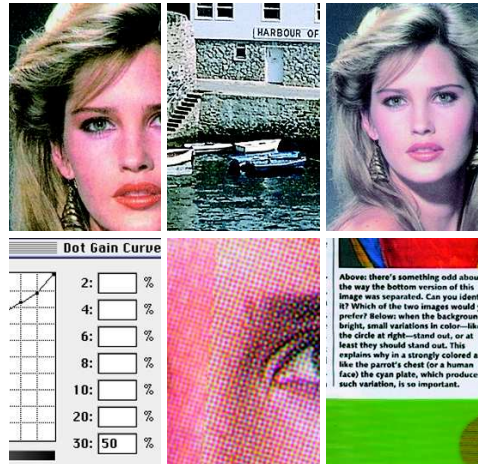 HARBOUR OF
Dot Gain Curve
2: %
4: %
6: %
8: %
10: %
20: %
30: 50 %
Above: there's something odd abou
the way the bottom version of this
image was separated. Can you ident
it? Which of the two images would y
prefer? Below: when the backgroun
bright, small variations in color—lik
the circle at right—stand out, or at
least they should stand out. This
explains why in a strongly colored a
like the parrot's chest (or a human
face) the cyan plate, which produce
such variation, is so important.